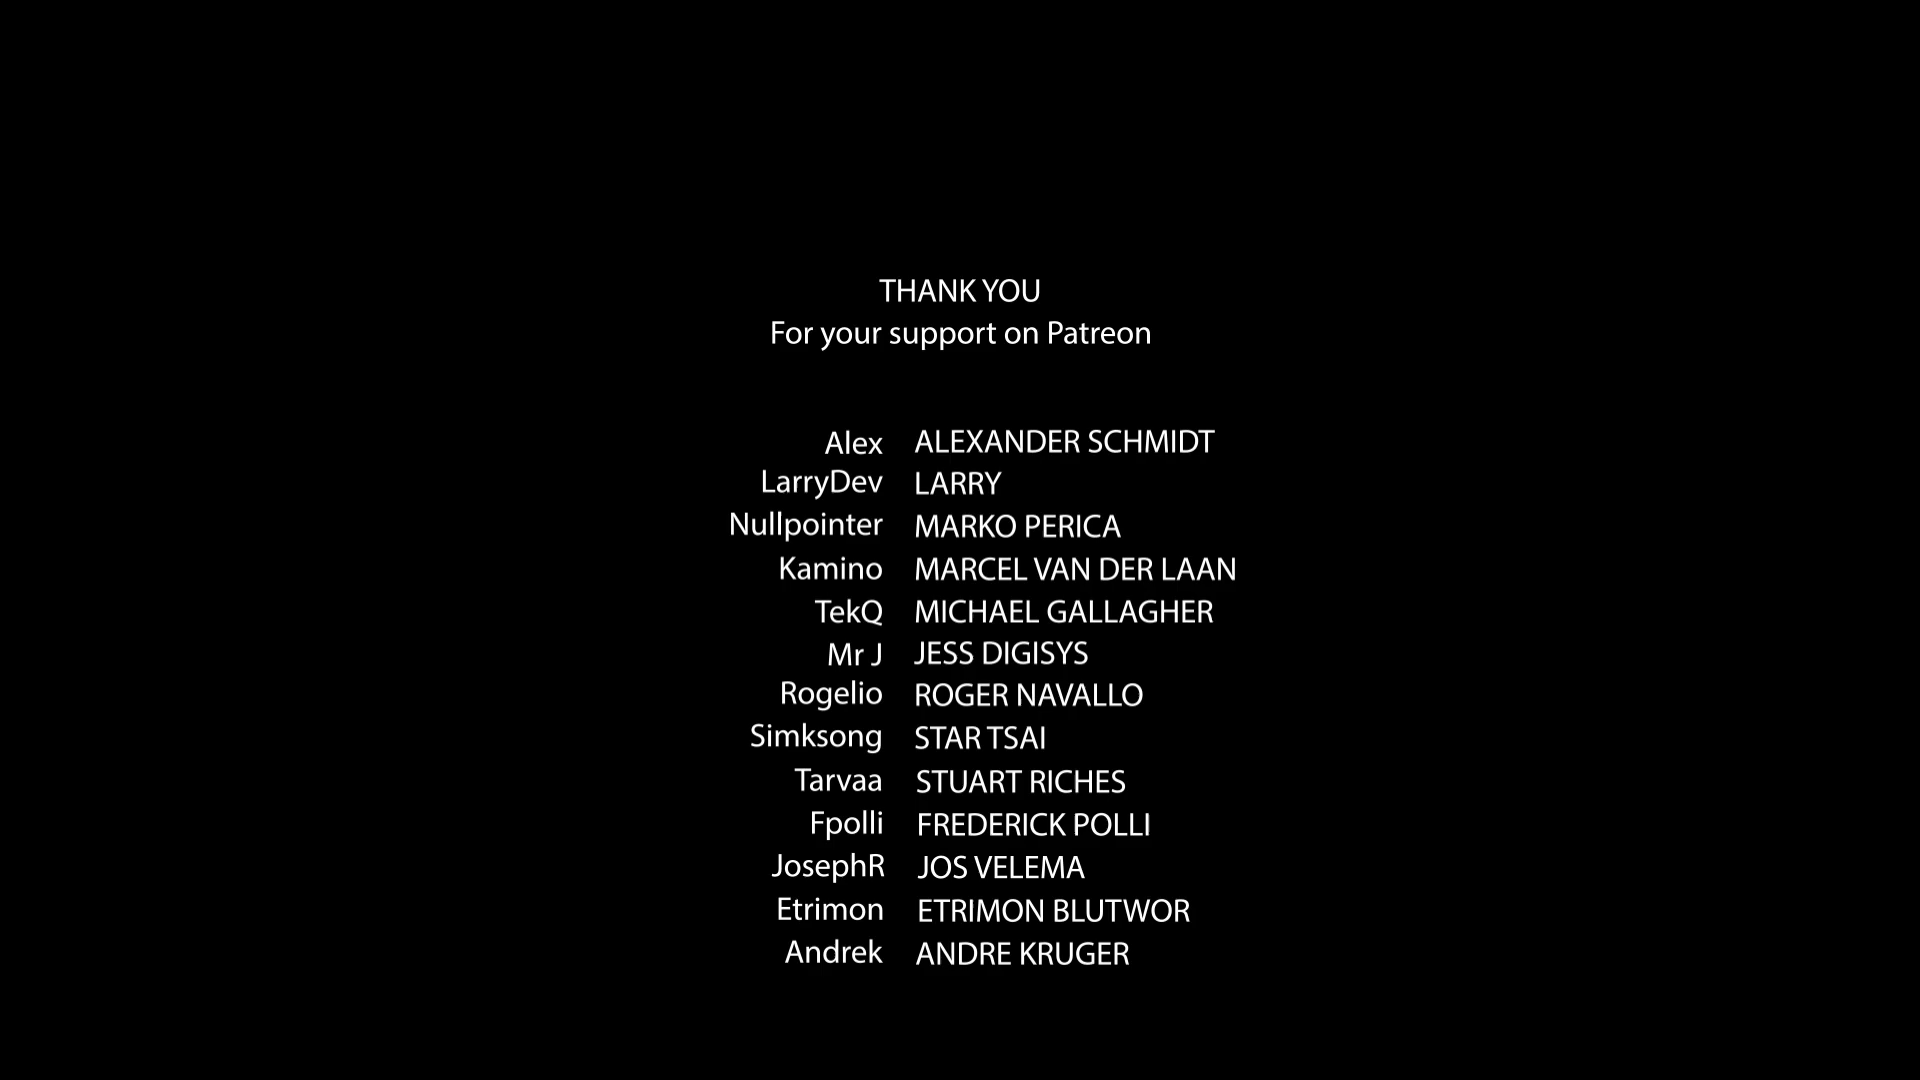 THANK YOU
For your support on Patreon
Alex ALEXANDER SCHMIDT
LarryDev LARRY
Nullpointer MARKO PERICA
Kamino MARCEL VAN DER LAAN
TekQ MICHAEL GALLAGHER
Mr J JESS DIGISYS
Rogelio ROGER NAVALLO
Simksong STAR TSAI
Tarvaa STUART RICHES
Fpolli FREDERICK POLLI
JosephR JOS VELEMA
Etrimon ETRIMON BLUTWOR
Andrek ANDRE KRUGER